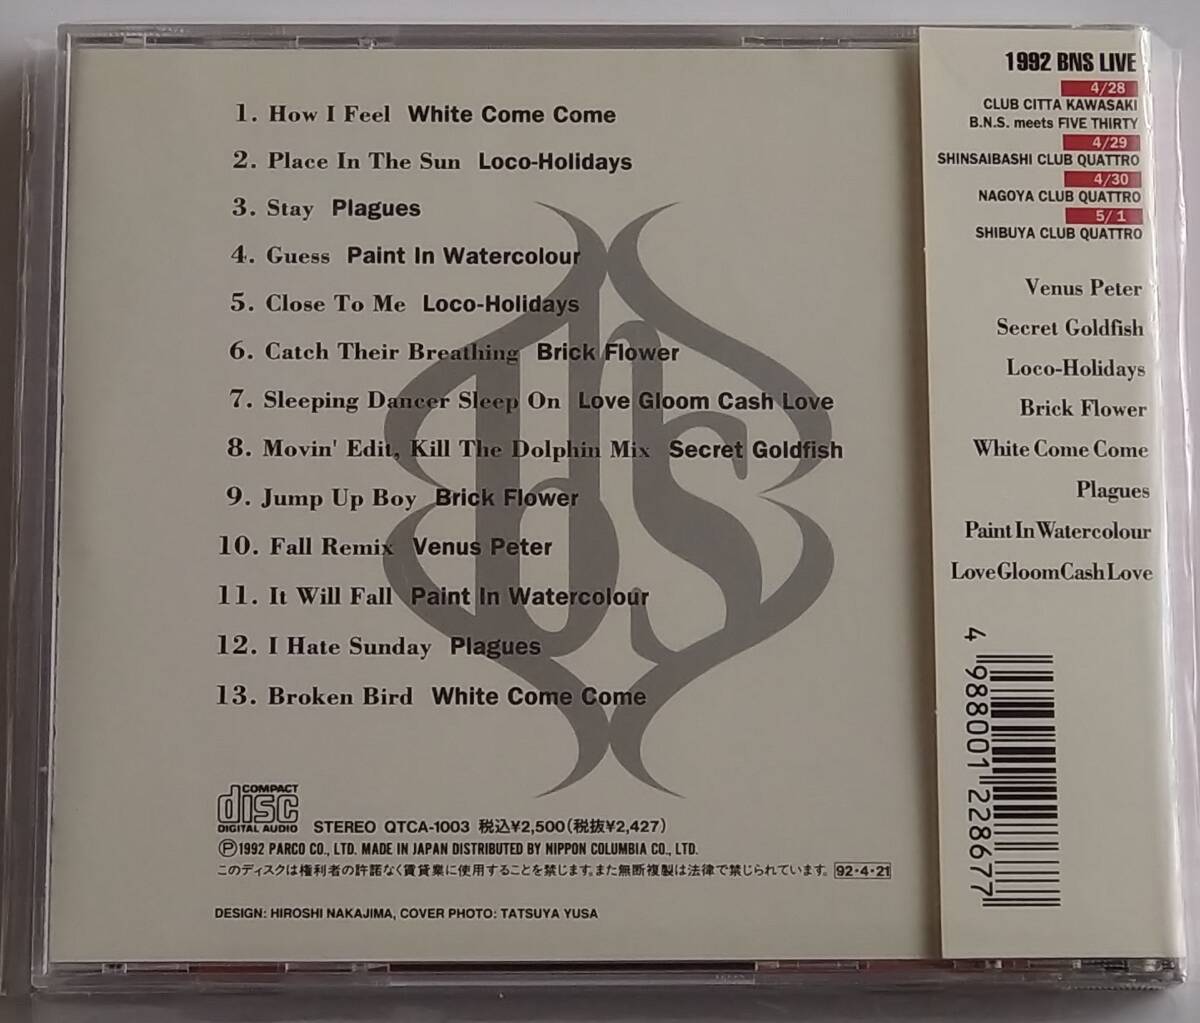 1. How I Feel White Come Come
2. Place In The Sun Loco-Holidays
3. Stay Plagues
4. Guess Paint In Watercolour
5. Close To Me Loco-Holidays
6. Catch Their Breathing Brick Flower
7. Sleeping Dancer Sleep On Love Gloom Cash Love
8. Movin' Edit, Kill The Dolphin Mix Secret Goldfish
9. Jump Up Boy Brick Flower
10. Fall Remix Venus Peter
11. It Will Fall Paint In Watercolour
12. I Hate Sunday Plagues
13. Broken Bird White Come Come
bns
COMPACT
disc
DIGITAL AUDIO
STEREO QTCA-1003 税込¥2,500(税抜¥2,427)
Ⓟ1992 PARCO CO., LTD. MADE IN JAPAN DISTRIBUTED BY NIPPON COLUMBIA CO., LTD.
このディスクは権利者の許諾なく賃貸業に使用することを禁じます。また無断複製は法律で禁じられています。 92・4・21
DESIGN: HIROSHI NAKAJIMA, COVER PHOTO: TATSUYA YUSA
1992 BNS LIVE
4/28
CLUB CITTA KAWASAKI
B.N.S. meets FIVE THIRTY
4/29
SHINSAIBASHI CLUB QUATTRO
4/30
NAGOYA CLUB QUATTRO
5/1
SHIBUYA CLUB QUATTRO
Venus Peter
Secret Goldfish
Loco-Holidays
Brick Flower
White Come Come
Plagues
Paint In Watercolour
Love Gloom Cash Love
4 988001 228677